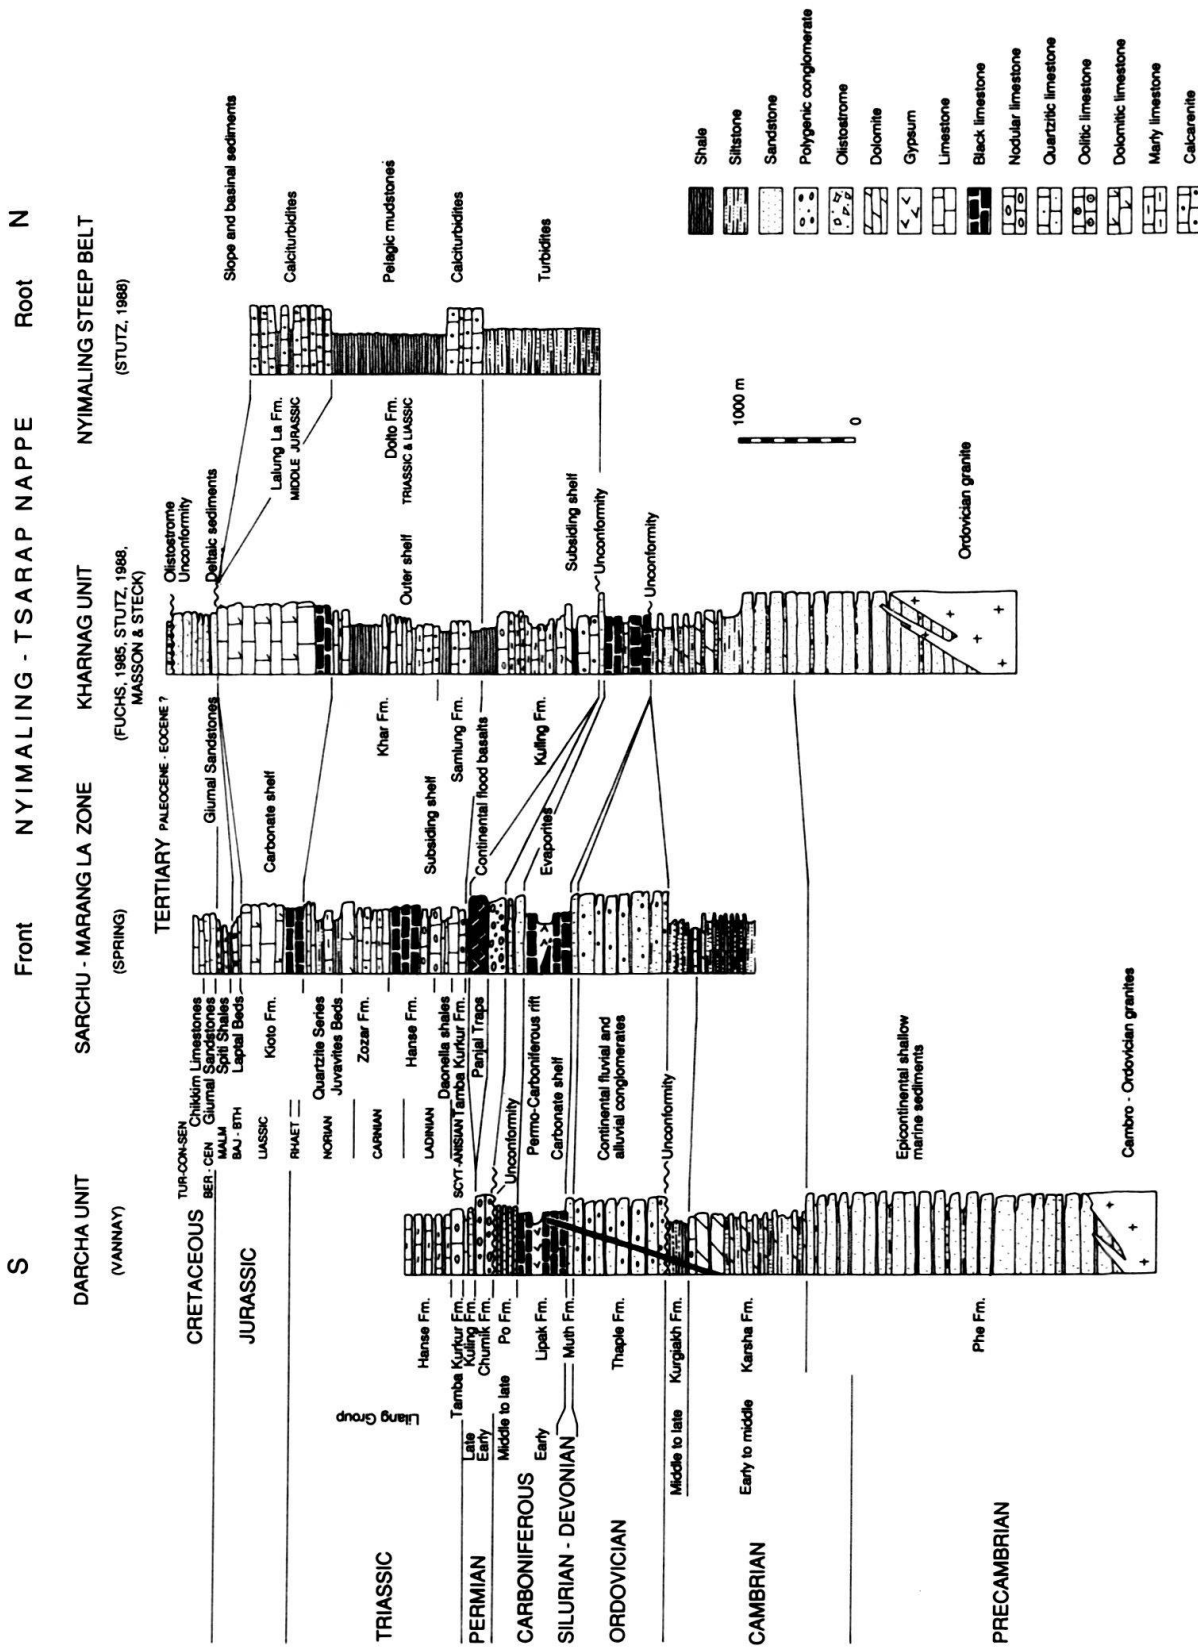 S
Front
NYIMALING - TSARAP NAPPE
Root
N
DARCHA UNIT
(VANNAY)
SARCHU - MARANG LA ZONE
(SPRING)
KHARNAG UNIT
(FUCHS, 1985, STUTZ, 1988,
MASSON & STECK)
NYIMALING STEEP BELT
(STUTZ, 1988)
TERTIARY PALEOCENE - EOCENE ?
CRETACEOUS
JURASSIC
TRIASSIC
PERMIAN
CARBONIFEROUS
SILURIAN - DEVONIAN
ORDOVICIAN
CAMBRIAN
PRECAMBRIAN
Lilang Group
Late
Early
Middle to late
Early
Middle to late
Early to middle
Hanse Fm.
Tamba Kurkur Fm.
Kuling Fm.
Chumik Fm.
Po Fm.
Lipak Fm.
Muth Fm.
Thaple Fm.
Kurgiakh Fm.
Karsha Fm.
Phe Fm.
TUR-CON-SEN
BER - CEN
MALM
BAJ - BTH
LIASSIC
RHAET
NORIAN
CARNIAN
LADINIAN
SCYT-ANISIAN
Chikkim Limestones
Giumal Sandstones
Spiti Shales
Laptal Beds
Kioto Fm.
Quartzite Series
Juvavites Beds
Zozar Fm.
Hanse Fm.
Daonella shales
Tamba Kurkur Fm.
Panjal Traps
Unconformity
Permo-Carboniferous rift
Carbonate shelf
Continental fluvial and
alluvial conglomerates
Unconformity
Epicontinental shallow
marine sediments
Cambro - Ordovician granites
Giumal Sandstones
Carbonate shelf
Khar Fm.
Subsiding shelf
Samlung Fm.
Continental flood basalts
Kuling Fm.
Evaporites
Olistostrome
Unconformity
Deltaic sediments
Lalung La Fm.
MIDDLE JURASSIC
Outer shelf
Dolto Fm.
TRIASSIC & LIASSIC
Subsiding shelf
Unconformity
Unconformity
Ordovician granite
Slope and basinal sediments
Calciturbidites
Pelagic mudstones
Calciturbidites
Turbidites
1000 m
0
Shale
Siltstone
Sandstone
Polygenic conglomerate
Olistostrome
Dolomite
Gypsum
Limestone
Black limestone
Nodular limestone
Quartzitic limestone
Oolitic limestone
Dolomitic limestone
Marly limestone
Calcarenite